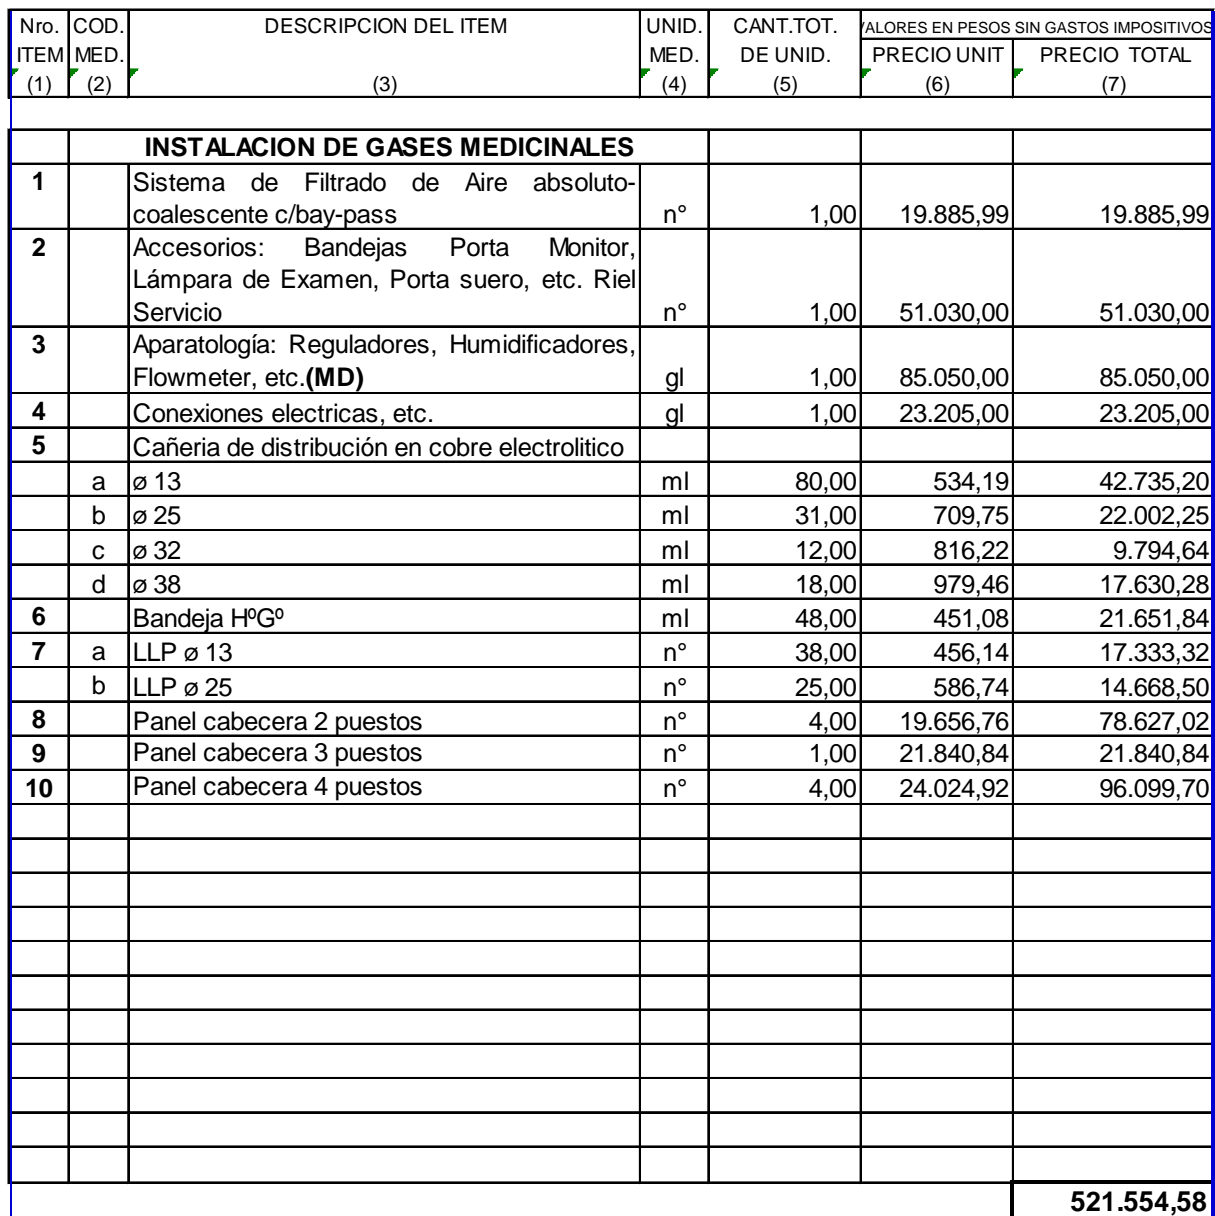 Nro. COD. DESCRIPCION DEL ITEM UNID. CANT.TOT. VALORES EN PESOS SIN GASTOS IMPOSITIVOS
ITEM MED. MED. DE UNID. PRECIO UNIT PRECIO TOTAL
(1) (2) (3) (4) (5) (6) (7)
INSTALACION DE GASES MEDICINALES
1 Sistema de Filtrado de Aire absoluto-
coalescente c/bay-pass n° 1,00 19.885,99 19.885,99
2 Accesorios: Bandejas Porta Monitor,
Lámpara de Examen, Porta suero, etc. Riel
Servicio n° 1,00 51.030,00 51.030,00
3 Aparatología: Reguladores, Humidificadores,
Flowmeter, etc.(MD) gl 1,00 85.050,00 85.050,00
4 Conexiones electricas, etc. gl 1,00 23.205,00 23.205,00
5 Cañeria de distribución en cobre electrolitico
a ø 13 ml 80,00 534,19 42.735,20
b ø 25 ml 31,00 709,75 22.002,25
c ø 32 ml 12,00 816,22 9.794,64
d ø 38 ml 18,00 979,46 17.630,28
6 Bandeja HºGº ml 48,00 451,08 21.651,84
7 a LLP ø 13 n° 38,00 456,14 17.333,32
b LLP ø 25 n° 25,00 586,74 14.668,50
8 Panel cabecera 2 puestos n° 4,00 19.656,76 78.627,02
9 Panel cabecera 3 puestos n° 1,00 21.840,84 21.840,84
10 Panel cabecera 4 puestos n° 4,00 24.024,92 96.099,70
521.554,58